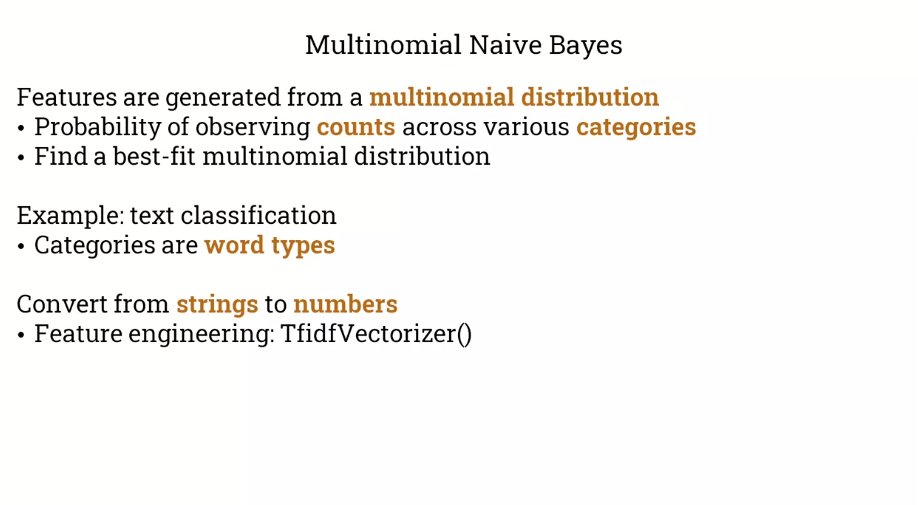 Multinomial Naive Bayes
Features are generated from a multinomial distribution
• Probability of observing counts across various categories
• Find a best-fit multinomial distribution
Example: text classification
• Categories are word types
Convert from strings to numbers
• Feature engineering: TfidfVectorizer()